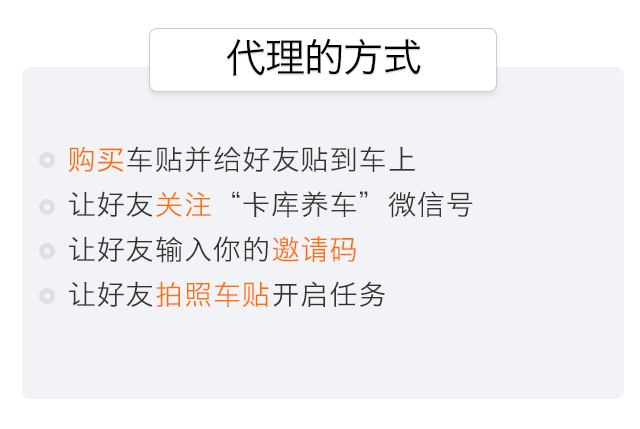 代理的方式
购买车贴并给好友贴到车上
让好友关注“卡库养车”微信号
让好友输入你的邀请码
让好友拍照车贴开启任务